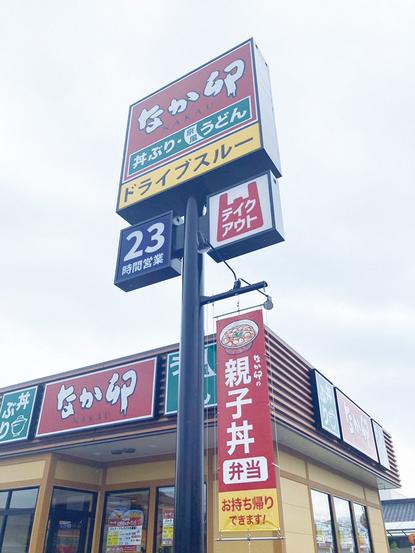 なか卯
NAKAU
丼ぶり・京風うどん
ドライブスルー
23
時間営業
テイク
アウト
なか卯の
親子丼
弁当
お持ち帰り
できます!
なか卯
NAKAU